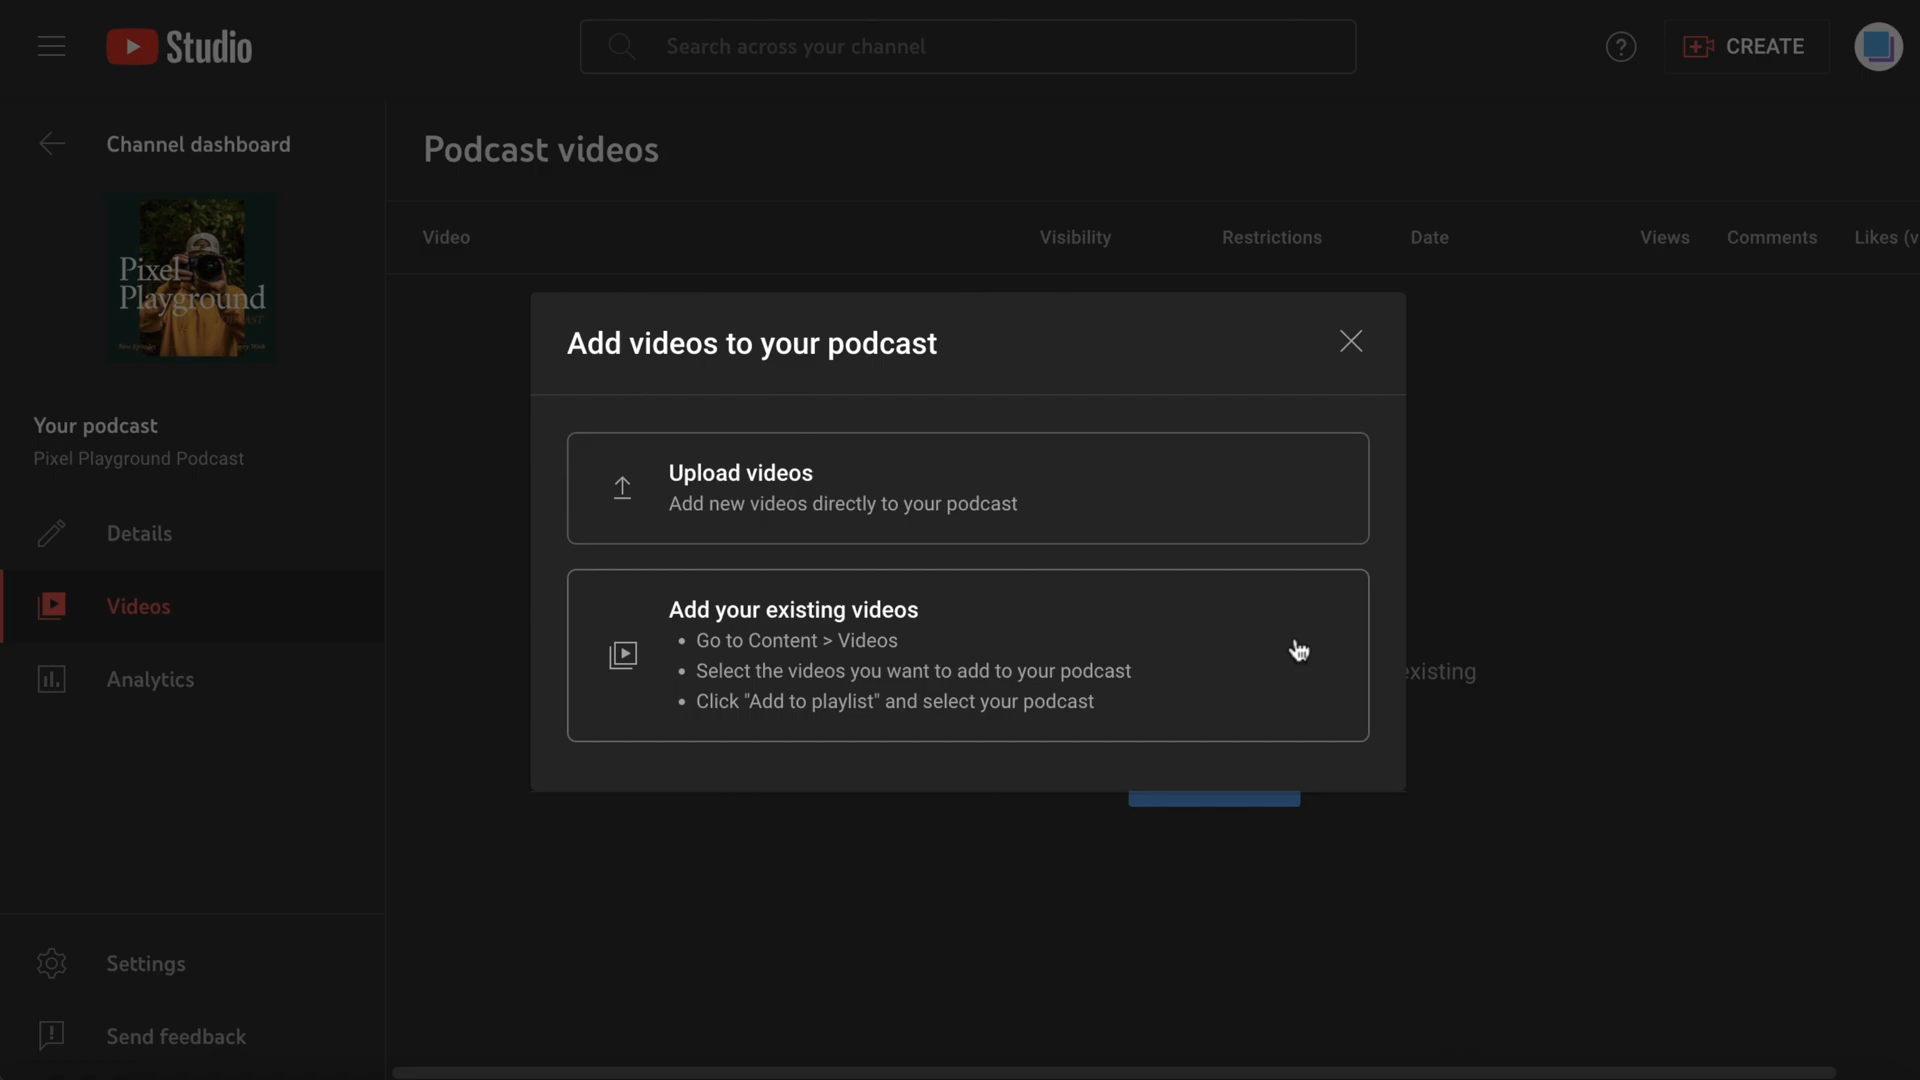 Studio
Search across your channel
CREATE
Channel dashboard
Pixel
Playground
Your podcast
Pixel Playground Podcast
Details
Videos
Analytics
Settings
Send feedback
Podcast videos
Video Visibility Restrictions Date Views Comments Likes (v
Add videos to your podcast
Upload videos
Add new videos directly to your podcast
Add your existing videos
• Go to Content > Videos
• Select the videos you want to add to your podcast
• Click "Add to playlist" and select your podcast
existing